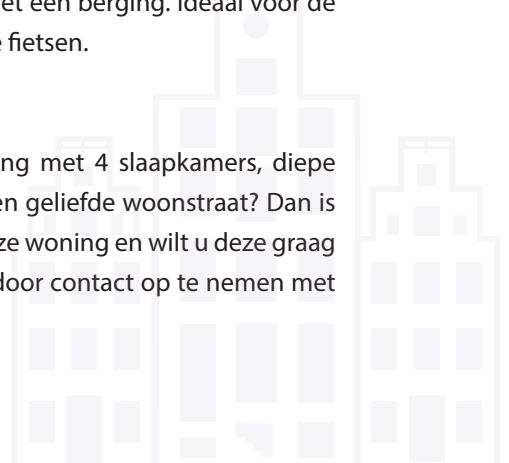 et een berging. Ideaal voor de
e fietsen.
ng met 4 slaapkamers, diepe
en geliefde woonstraat? Dan is
ze woning en wilt u deze graag
door contact op te nemen met